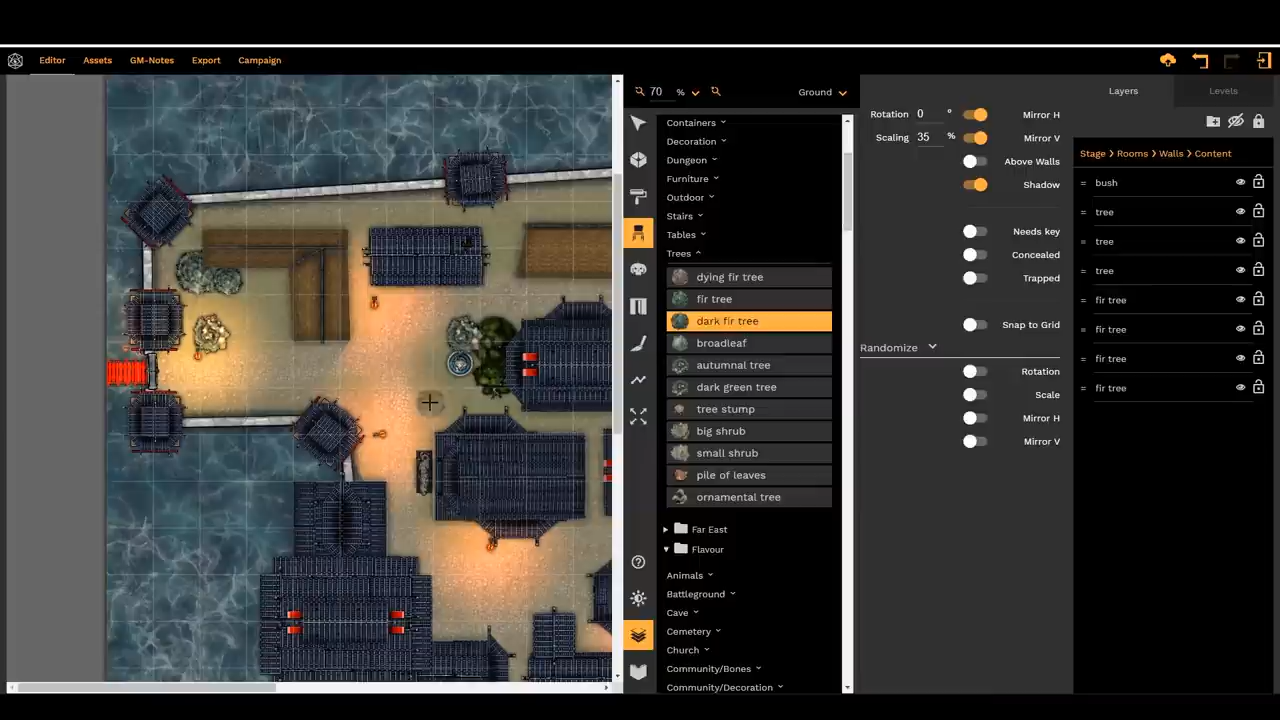 Editor Assets GM-Notes Export Campaign
70 % Ground
Containers
Decoration
Dungeon
Furniture
Outdoor
Stairs
Tables
Trees
dying fir tree
fir tree
dark fir tree
broadleaf
autumnal tree
dark green tree
tree stump
big shrub
small shrub
pile of leaves
ornamental tree
Far East
Flavour
Animals
Battleground
Cave
Cemetery
Church
Community/Bones
Community/Decoration
Rotation 0 ° Mirror H
Scaling 35 % Mirror V
Above Walls
Shadow
Needs key
Concealed
Trapped
Snap to Grid
Randomize
Rotation
Scale
Mirror H
Mirror V
Layers Levels
Stage > Rooms > Walls > Content
= bush
= tree
= tree
= tree
= fir tree
= fir tree
= fir tree
= fir tree